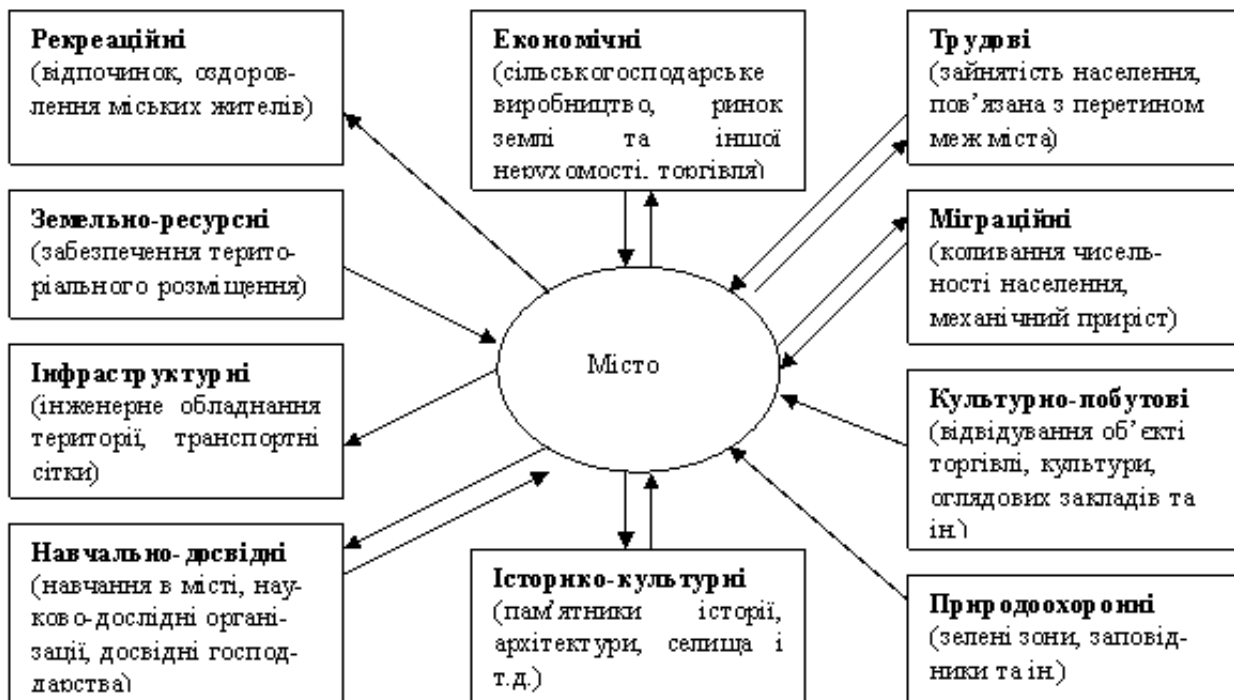 Рекреаційні
(відпочинок, оздоров-
лення міських жителів)
Земельно-ресурсні
(забезпечення терито-
ріального розміщення)
Інфраструктурні
(інженерне обладнання
території, транспортні
сітки)
Навчально-досвідні
(навчання в місті, нау-
ково-дослідні органі-
зації, досвідні господ-
дарства)
Економічні
(сільськогосподарське
виробництво, ринок
землі та іншої
нерухомості, торгівля)
Місто
Історико-культурні
(пам'ятники історії,
архітектури, селища і
т.д.)
Трудові
(зайнятість населення,
пов'язана з перетином
меж міста)
Міграційні
(коливання чисель-
ності населення,
механічний приріст)
Культурно-побутові
(відвідування об'єкті
торгівлі, культури,
оглядових закладів та
ін.)
Природоохоронні
(зелені зони, заповід-
ники та ін.)